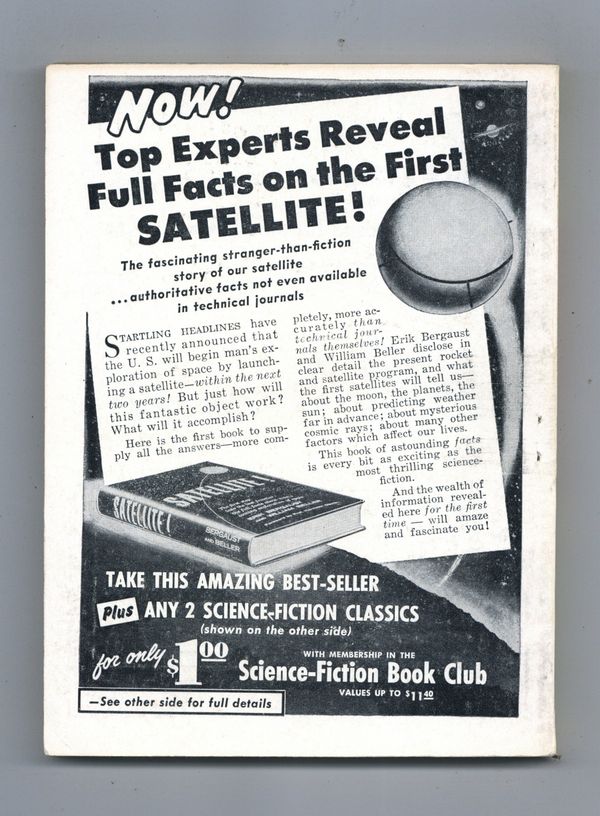 NOW!
Top Experts Reveal
Full Facts on the First
SATELLITE!
The fascinating stranger-than-fiction
story of our satellite
...authoritative facts not even available
in technical journals
STARTLING HEADLINES have
recently announced that
the U. S. will begin man's ex-
ploration of space by launch-
ing a satellite—within the next
two years! But just how will
this fantastic object work?
What will it accomplish?
Here is the first book to sup-
ply all the answers—more com-
pletely, more ac-
curately than
technical jour-
nals themselves! Erik Bergaust
and William Beller disclose in
clear detail the present rocket
and satellite program, and what
the first satellites will tell us—
about the moon, the planets, the
sun; about predicting weather
far in advance; about mysterious
cosmic rays; about many other
factors which affect our lives.
This book of astounding facts
is every bit as exciting as the
most thrilling science-
fiction.
And the wealth of
information reveal-
ed here for the first
time — will amaze
and fascinate you!
SATELLITE!
SATELLITE!
BERGAUST
AND BELLER
TAKE THIS AMAZING BEST-SELLER
Plus ANY 2 SCIENCE-FICTION CLASSICS
(shown on the other side)
for only $1.00
WITH MEMBERSHIP IN THE
Science-Fiction Book Club
VALUES UP TO $11.40
—See other side for full details